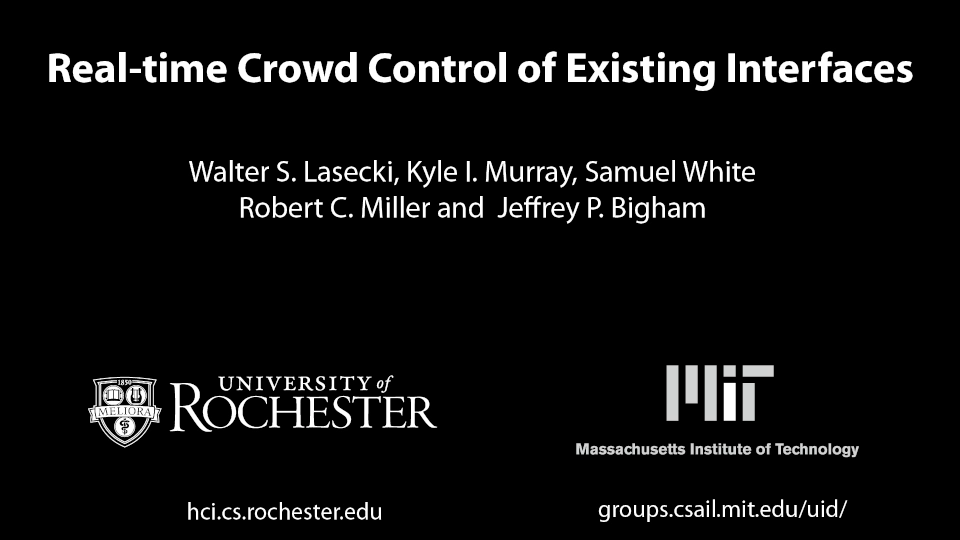 Real-time Crowd Control of Existing Interfaces
Walter S. Lasecki, Kyle I. Murray, Samuel White
Robert C. Miller and Jeffrey P. Bigham
1850
MELIORA
UNIVERSITY of
ROCHESTER
MIT
Massachusetts Institute of Technology
hci.cs.rochester.edu
groups.csail.mit.edu/uid/